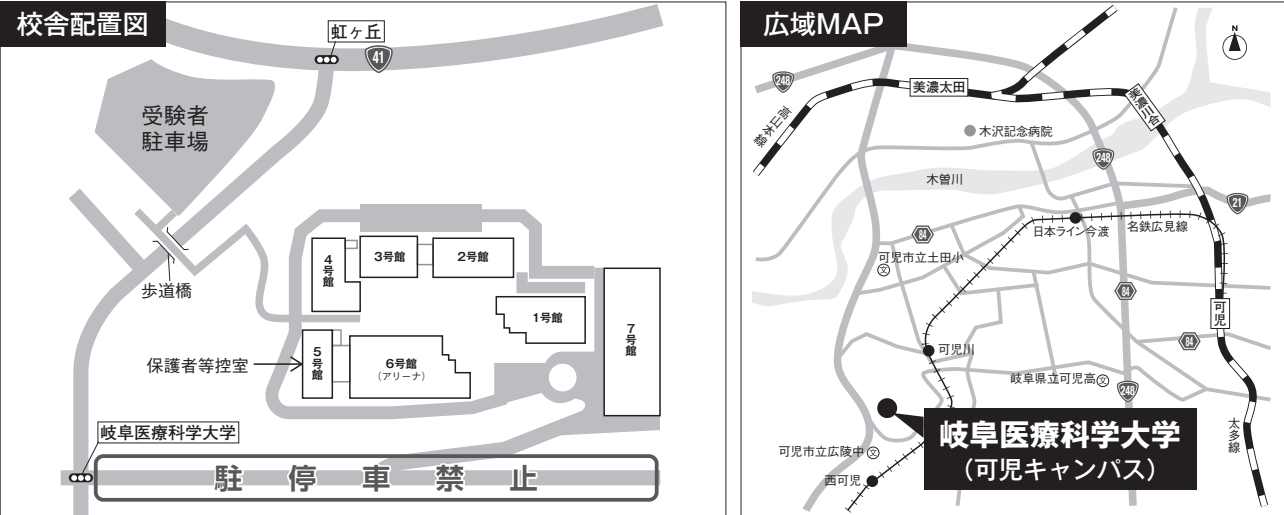 校舎配置図
虹ヶ丘
41
受験者
駐車場
歩道橋
4号館
3号館
2号館
1号館
7号館
保護者等控室
5号館
6号館
(アリーナ)
岐阜医療科学大学
駐停車禁止
広域MAP
N
248
美濃太田
高山本線
美濃川合
木沢記念病院
248
木曽川
21
日本ライン今渡
名鉄広見線
84
可児市立土田小
文
84
可児
84
可児川
岐阜県立可児高
文
248
岐阜医療科学大学
(可児キャンパス)
太多線
可児市立広陵中
文
西可児